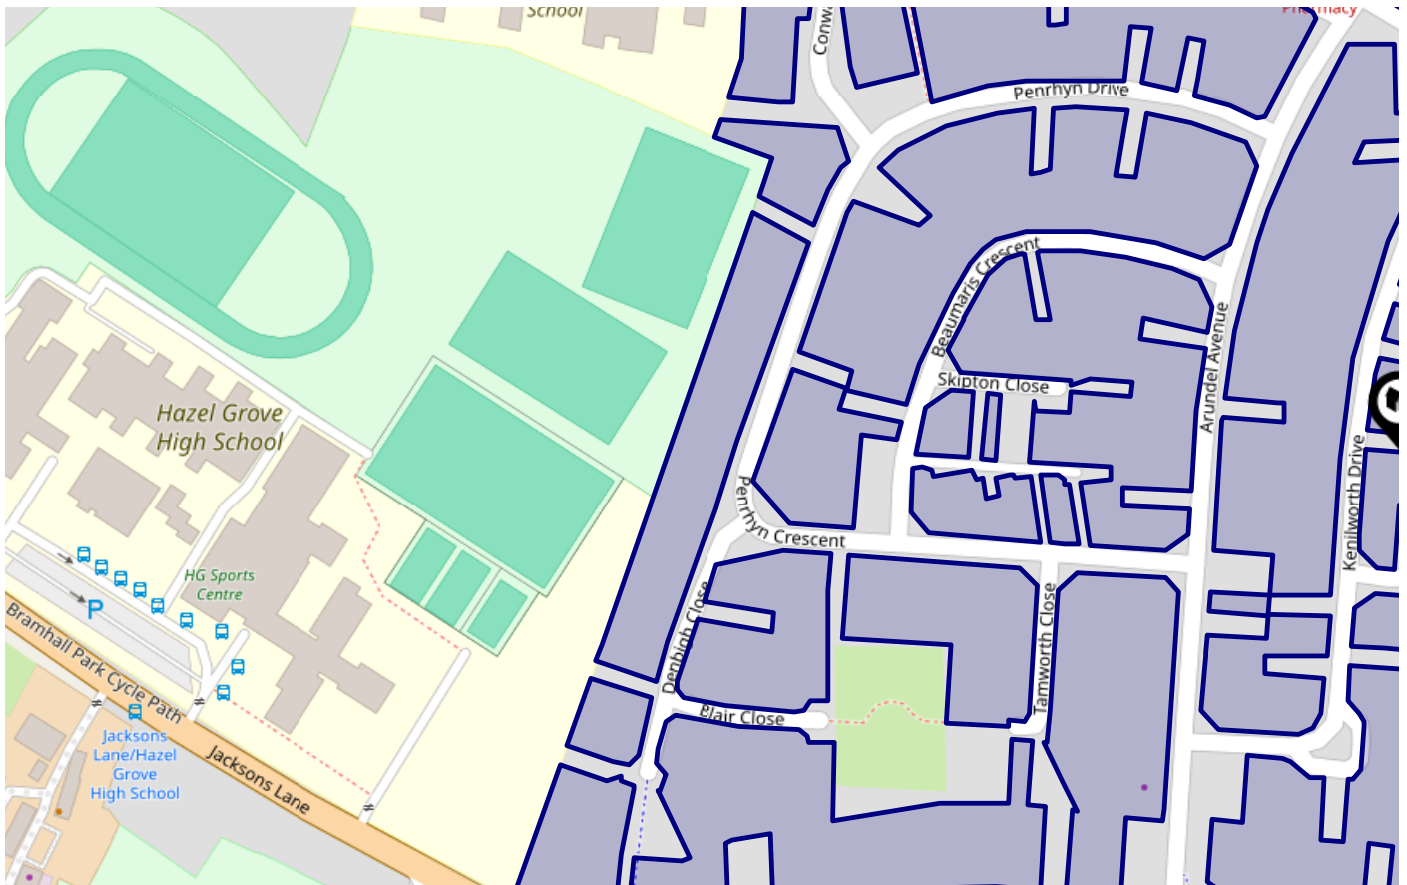 School
Pharmacy
Penrhyn Drive
Beaumaris Crescent
Skipton Close
Arundel Avenue
Hazel Grove
High School
Kenilworth Drive
Penrhyn Crescent
HG Sports
Centre
P
Denbigh Close
Tamworth Close
Bramhall Park Cycle Path
Blair Close
Jacksons
Lane/Hazel
Grove
High School
Jacksons Lane